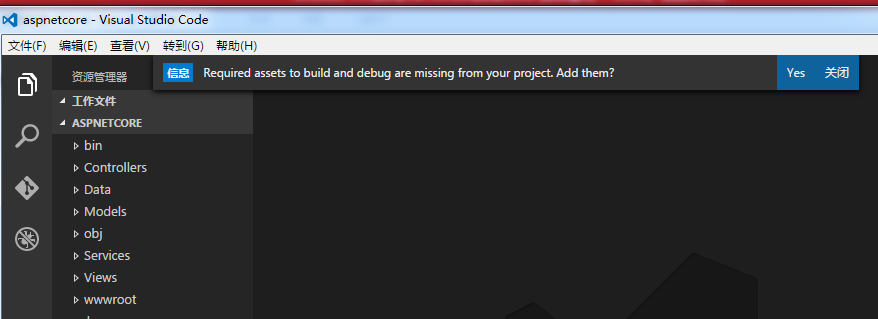 aspnetcore - Visual Studio Code
文件(F) 编辑(E) 查看(V) 转到(G) 帮助(H)
资源管理器
信息 Required assets to build and debug are missing from your project. Add them? Yes 关闭
工作文件
ASPNETCORE
bin
Controllers
Data
Models
obj
Services
Views
wwwroot